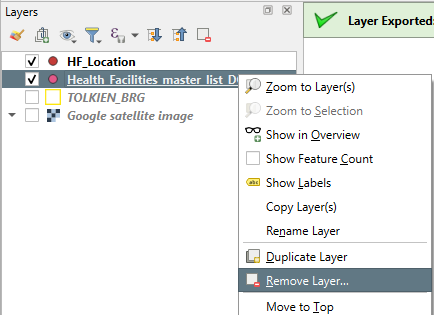 Layers
Layer Exported:
HF_Location
Health_Facilities_master_list_D
TOLKIEN_BRG
Google satellite image
Zoom to Layer(s)
Zoom to Selection
Show in Overview
Show Feature Count
abc Show Labels
Copy Layer(s)
Rename Layer
Duplicate Layer
Remove Layer...
Move to Top